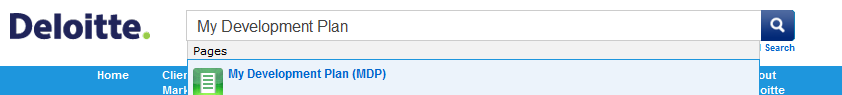 Deloitte.
My Development Plan
Search
Pages
Home
My Development Plan (MDP)